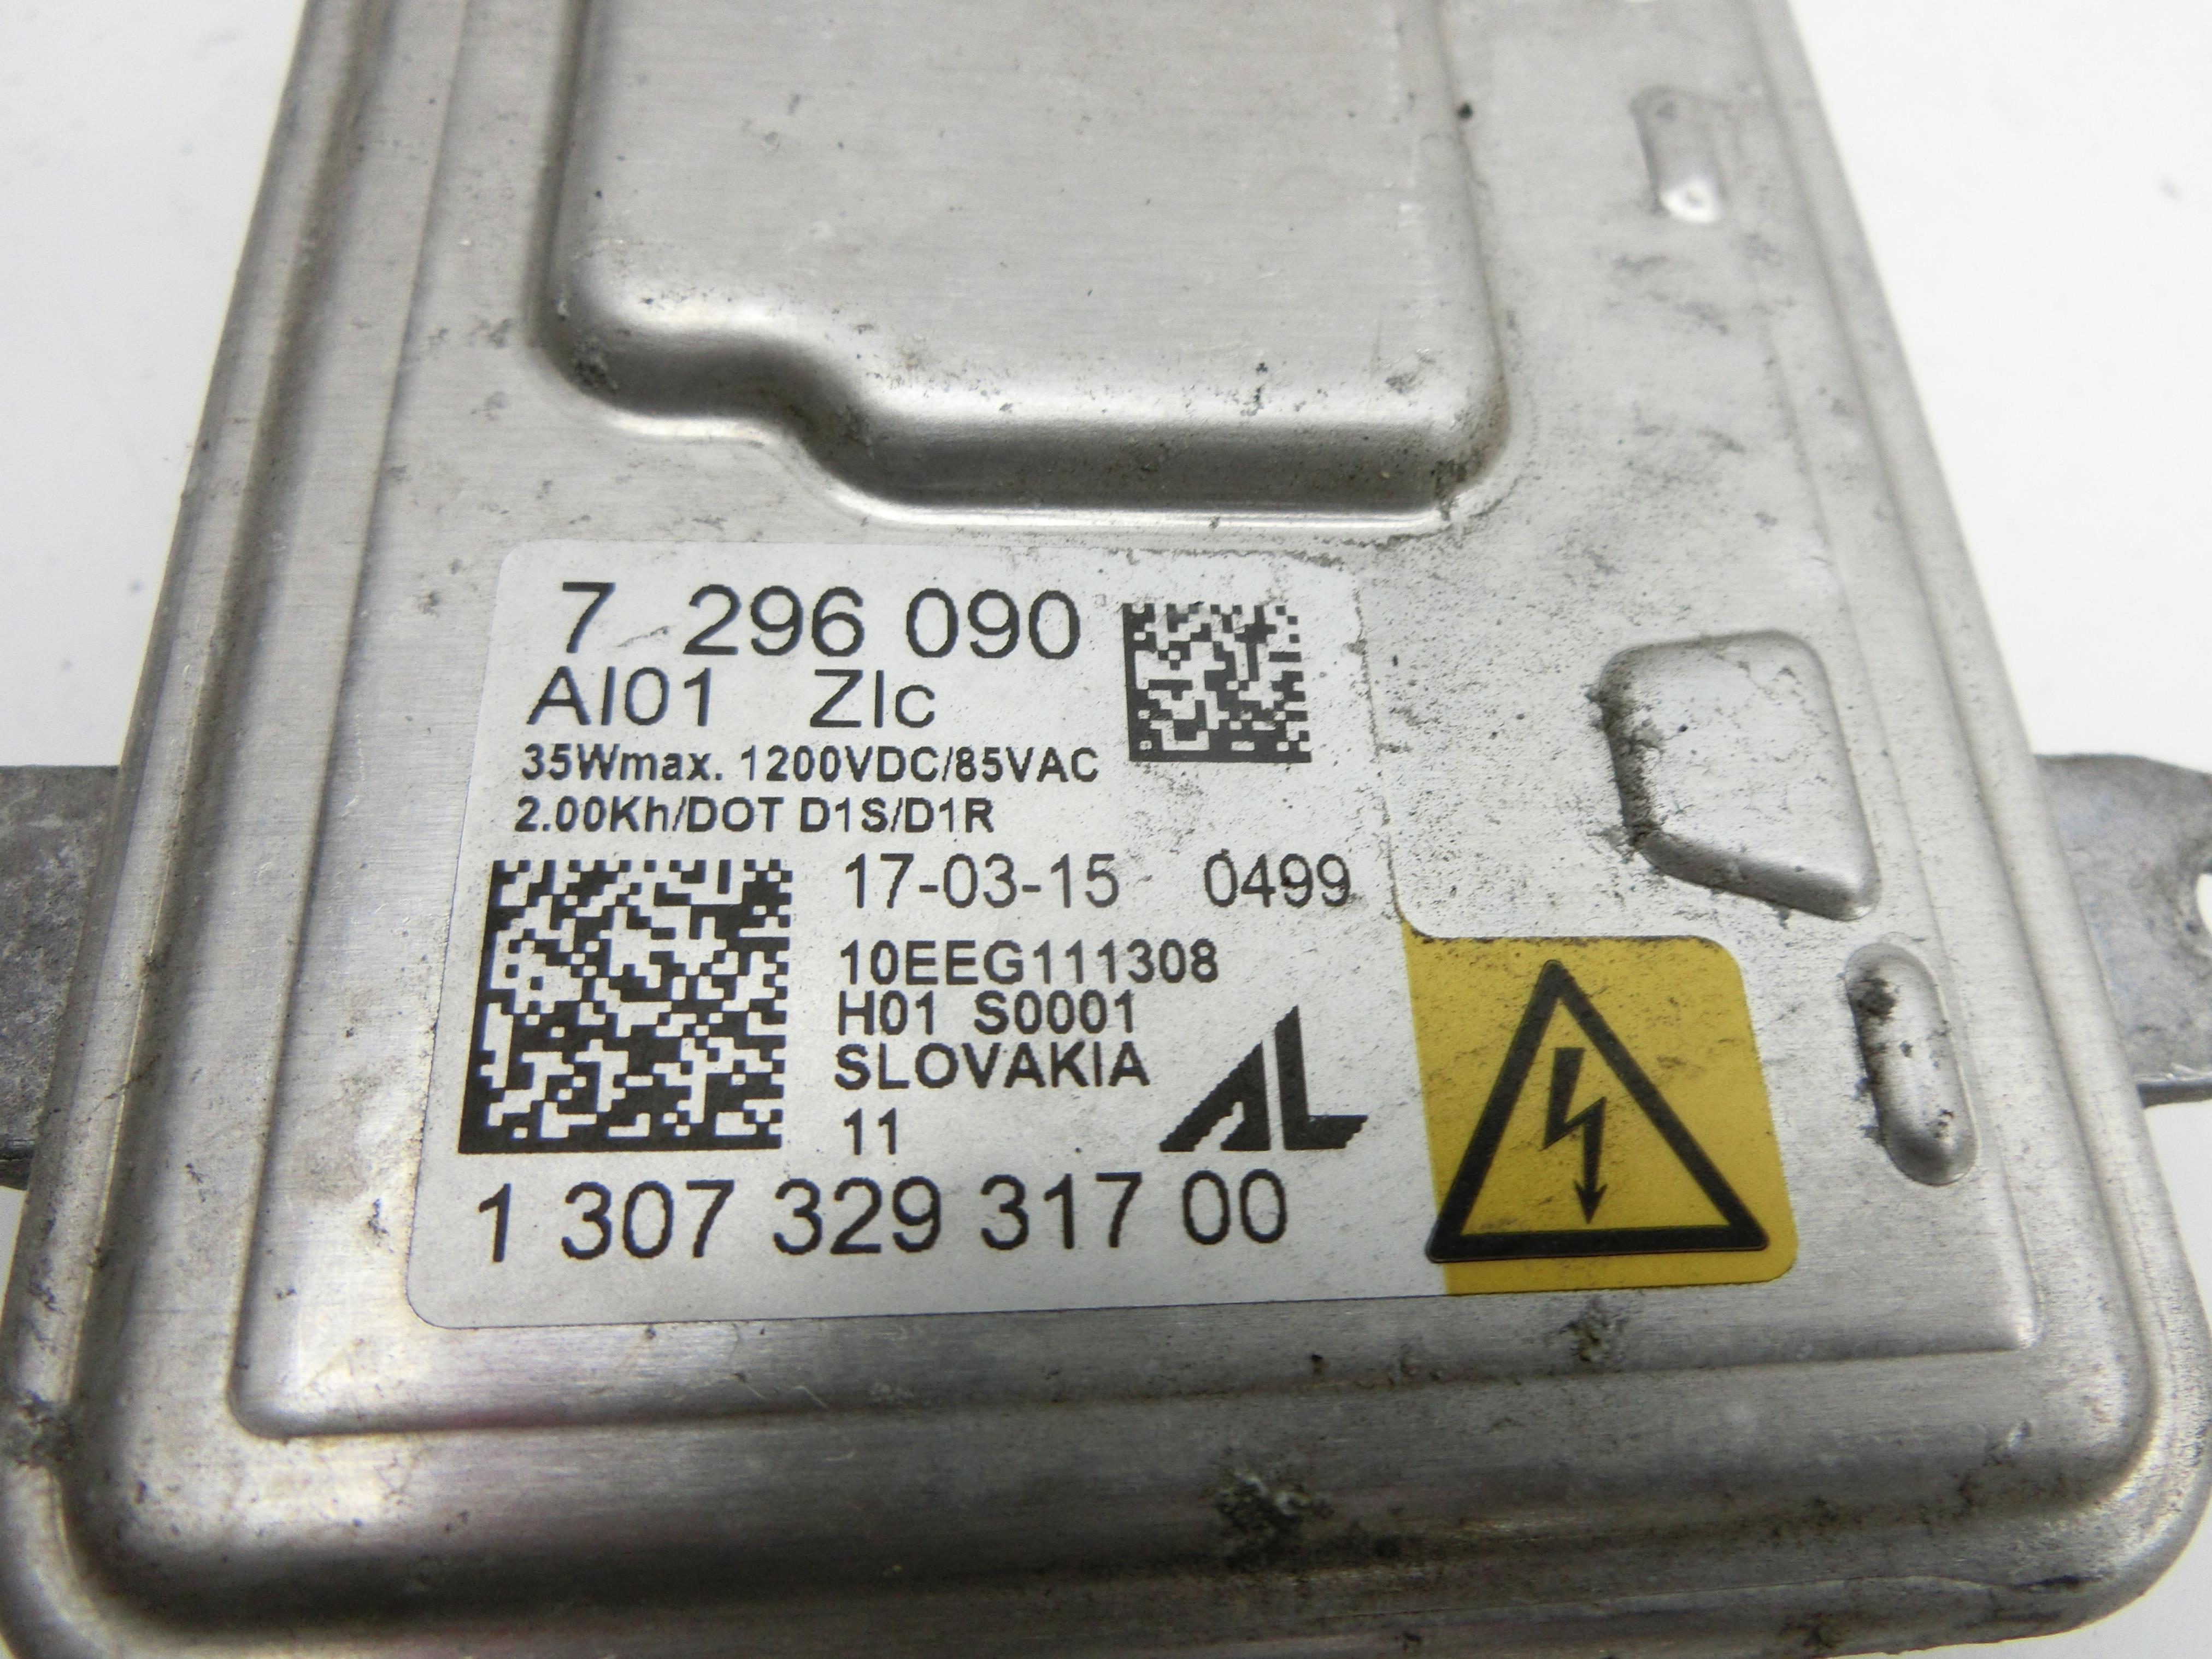 7 296 090
AI01 ZIc
35Wmax. 1200VDC/85VAC
2.00Kh/DOT D1S/D1R
17-03-15 0499
10EEG111308
H01 S0001
SLOVAKIA
11
AL
1 307 329 317 00